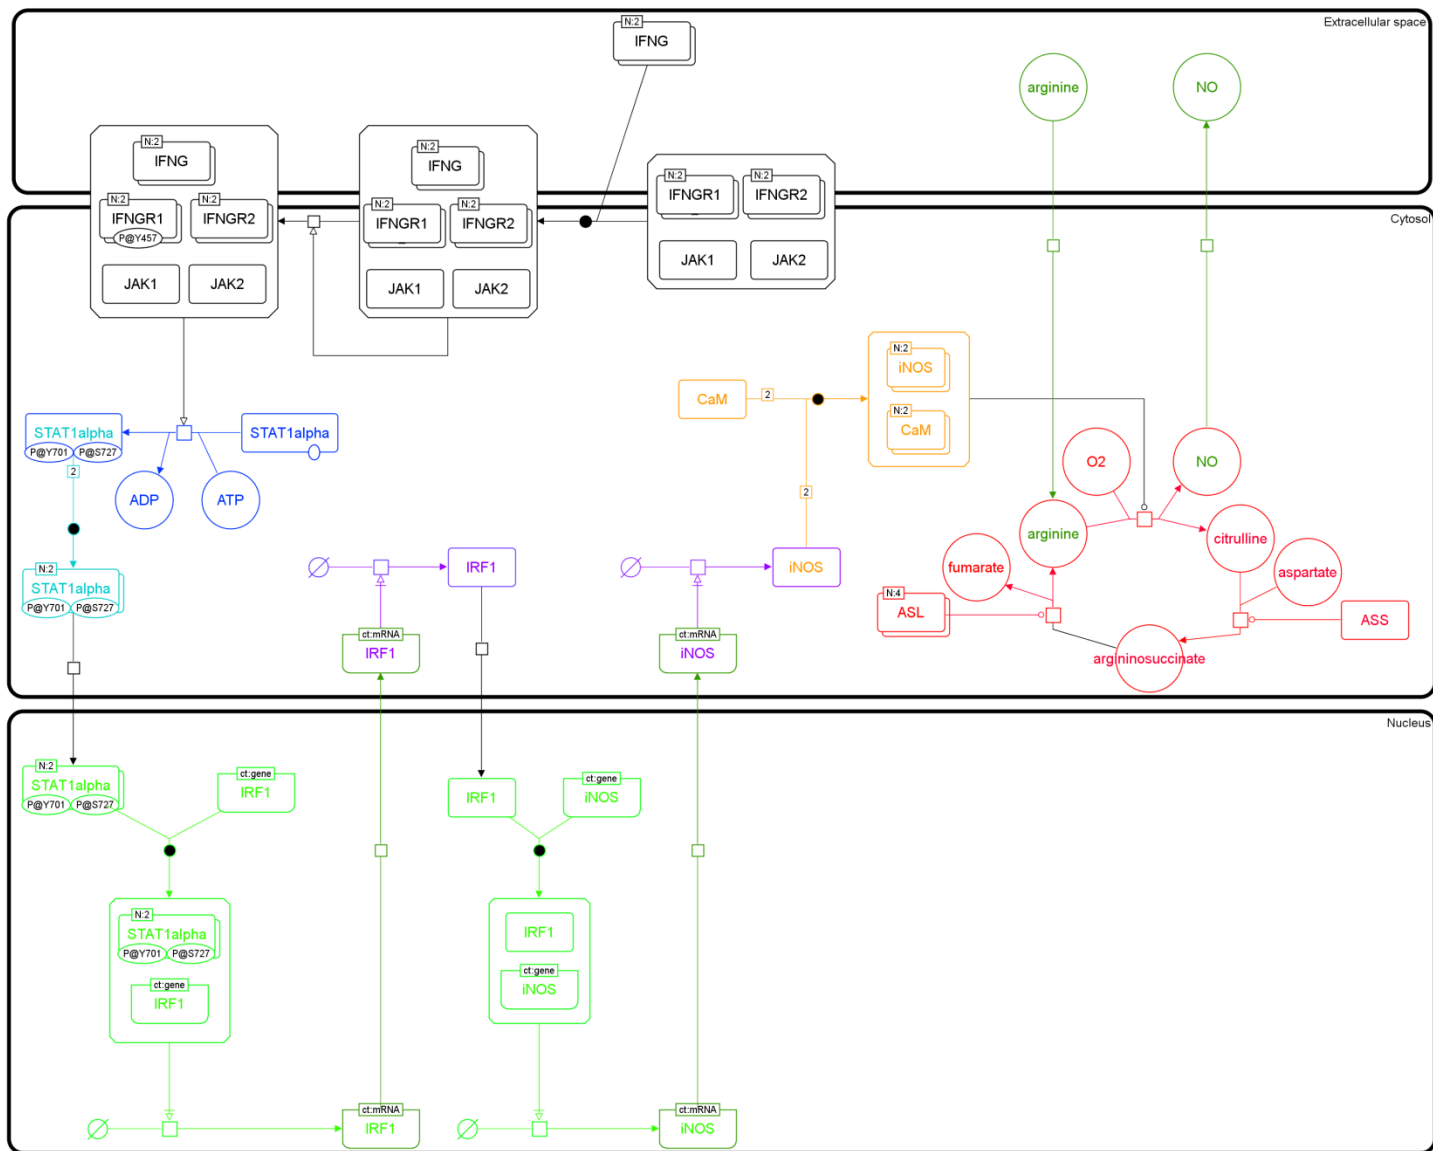 Extracellular space
N:2
IFNG
arginine
NO
N:2
IFNG
N:2
IFNGR1
P@Y457
N:2
IFNGR2
JAK1
JAK2
N:2
IFNG
N:2
IFNGR1
N:2
IFNGR2
JAK1
JAK2
N:2
IFNGR1
N:2
IFNGR2
JAK1
JAK2
Cytosol
STAT1alpha
P@Y701
P@S727
2
STAT1alpha
ADP
ATP
N:2
STAT1alpha
P@Y701
P@S727
IRF1
ct:mRNA
IRF1
CaM
2
N:2
iNOS
N:2
CaM
2
iNOS
ct:mRNA
iNOS
O2
NO
arginine
citrulline
fumarate
aspartate
N:4
ASL
ASS
argininosuccinate
Nucleus
N:2
STAT1alpha
P@Y701
P@S727
ct:gene
IRF1
IRF1
ct:gene
iNOS
N:2
STAT1alpha
P@Y701
P@S727
ct:gene
IRF1
IRF1
ct:gene
iNOS
ct:mRNA
IRF1
ct:mRNA
iNOS